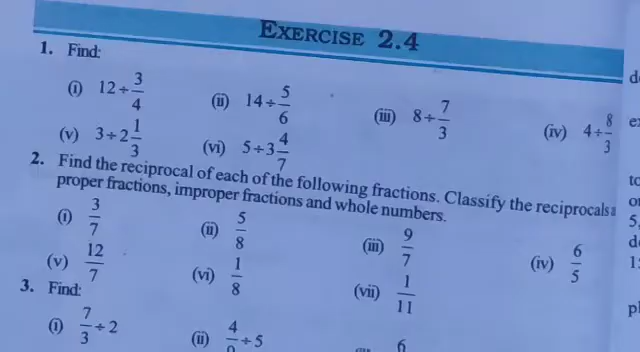 EXERCISE 2.4
1. Find:
(i) 12 ÷ 3/4 (ii) 14 ÷ 5/6 (iii) 8 ÷ 7/3 (iv) 4 ÷ 8/3
(v) 3 ÷ 2 1/3 (vi) 5 ÷ 3 4/7
2. Find the reciprocal of each of the following fractions. Classify the reciprocals
proper fractions, improper fractions and whole numbers.
(i) 3/7 (ii) 5/8 (iii) 9/7 (iv) 6/5
(v) 12/7 (vi) 1/8 (vii) 1/11
3. Find:
(i) 7/3 ÷ 2 (ii) 4/ ÷ 5 6